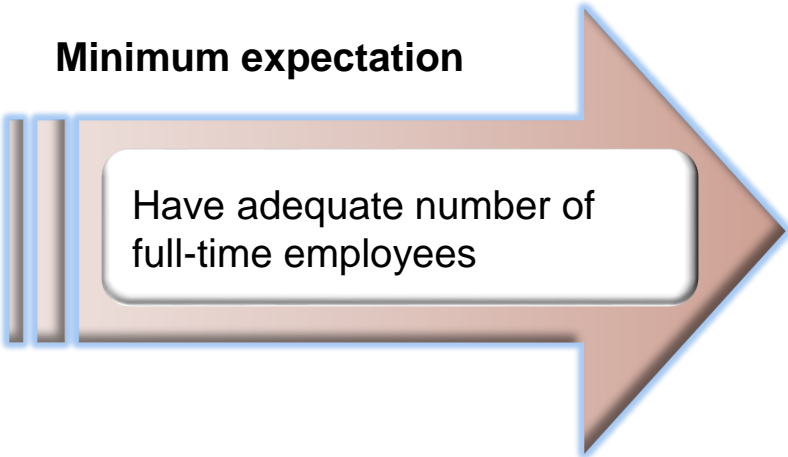 Minimum expectation
Have adequate number of
full-time employees